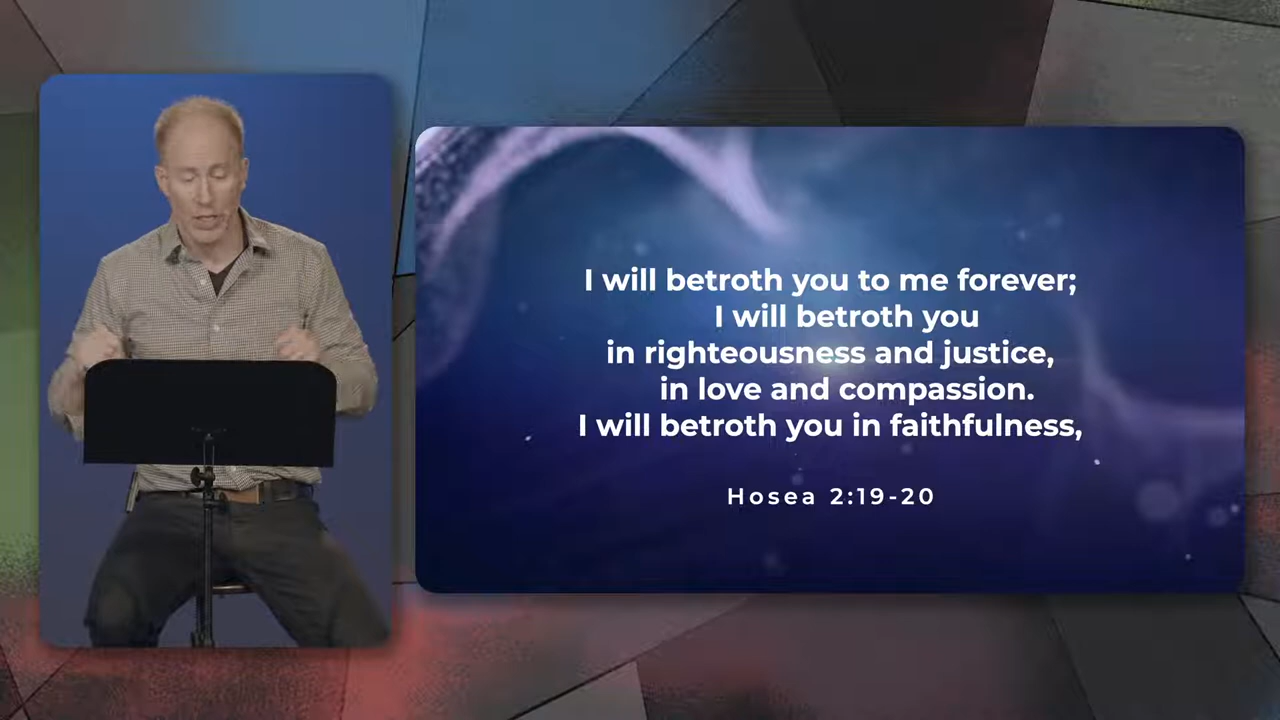 I will betroth you to me forever;
I will betroth you
in righteousness and justice,
in love and compassion.
I will betroth you in faithfulness,
Hosea 2:19-20